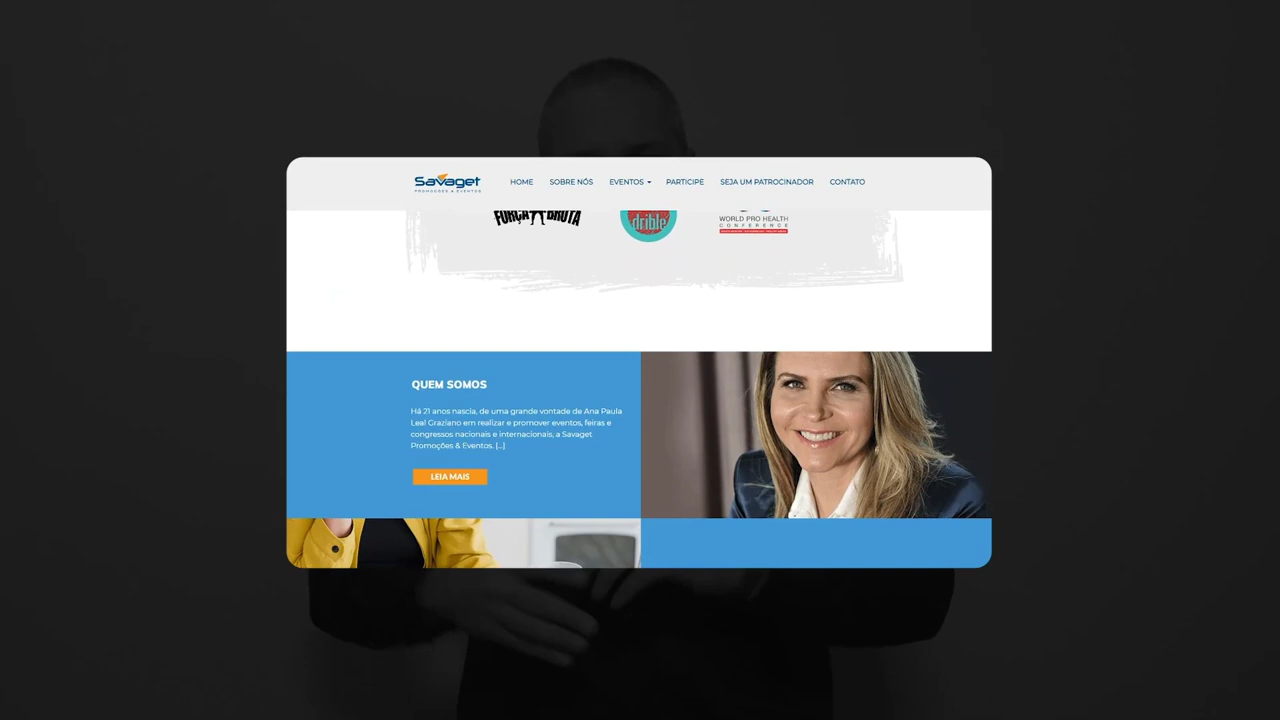 Savaget
PROMOÇÕES & EVENTOS
HOME
SOBRE NÓS
EVENTOS
PARTICIPE
SEJA UM PATROCINADOR
CONTATO
FORÇA BRUTA
drible
WORLD PRO HEALTH
CONFERENCE
QUEM SOMOS
Há 21 anos nascia, de uma grande vontade de Ana Paula
Leal Graziano em realizar e promover eventos, feiras e
congressos nacionais e internacionais, a Savaget
Promoções & Eventos. [...]
LEIA MAIS